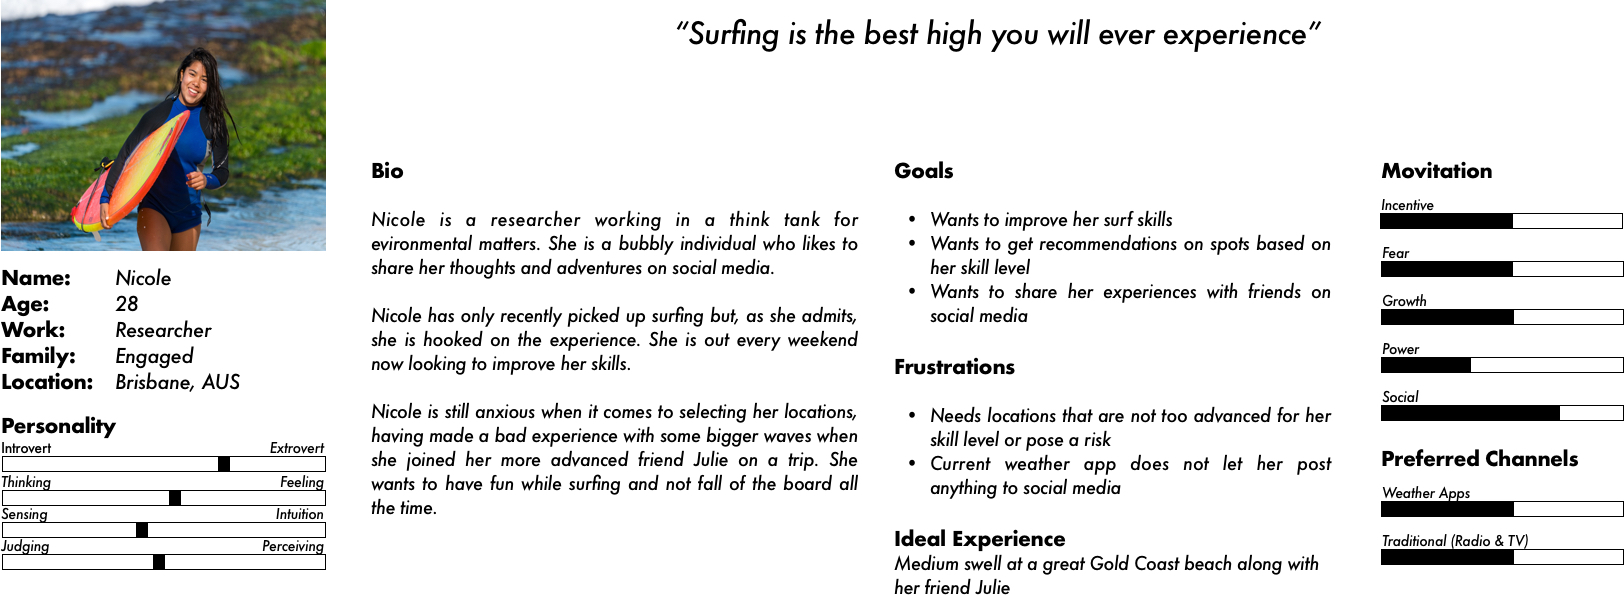 “Surfing is the best high you will ever experience”
Name: Nicole
Age: 28
Work: Researcher
Family: Engaged
Location: Brisbane, AUS
Personality
Introvert Extrovert
Thinking Feeling
Sensing Intuition
Judging Perceiving
Bio
Nicole is a researcher working in a think tank for
evironmental matters. She is a bubbly individual who likes to
share her thoughts and adventures on social media.
Nicole has only recently picked up surfing but, as she admits,
she is hooked on the experience. She is out every weekend
now looking to improve her skills.
Nicole is still anxious when it comes to selecting her locations,
having made a bad experience with some bigger waves when
she joined her more advanced friend Julie on a trip. She
wants to have fun while surfing and not fall of the board all
the time.
Goals
• Wants to improve her surf skills
• Wants to get recommendations on spots based on
her skill level
• Wants to share her experiences with friends on
social media
Frustrations
• Needs locations that are not too advanced for her
skill level or pose a risk
• Current weather app does not let her post
anything to social media
Ideal Experience
Medium swell at a great Gold Coast beach along with
her friend Julie
Movitation
Incentive
Fear
Growth
Power
Social
Preferred Channels
Weather Apps
Traditional (Radio & TV)